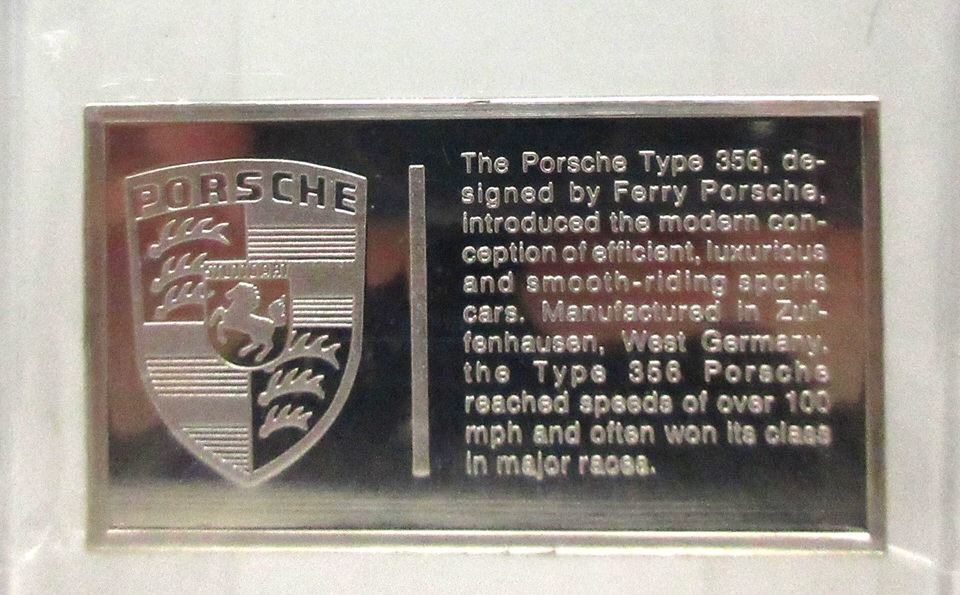 PORSCHE
STUTTGART
The Porsche Type 356, de-
signed by Ferry Porsche,
introduced the modern con-
ception of efficient, luxurious
and smooth-riding sports
cars. Manufactured in Zuf-
fenhausen, West Germany,
the Type 356 Porsche
reached speeds of over 100
mph and often won its class
in major races.